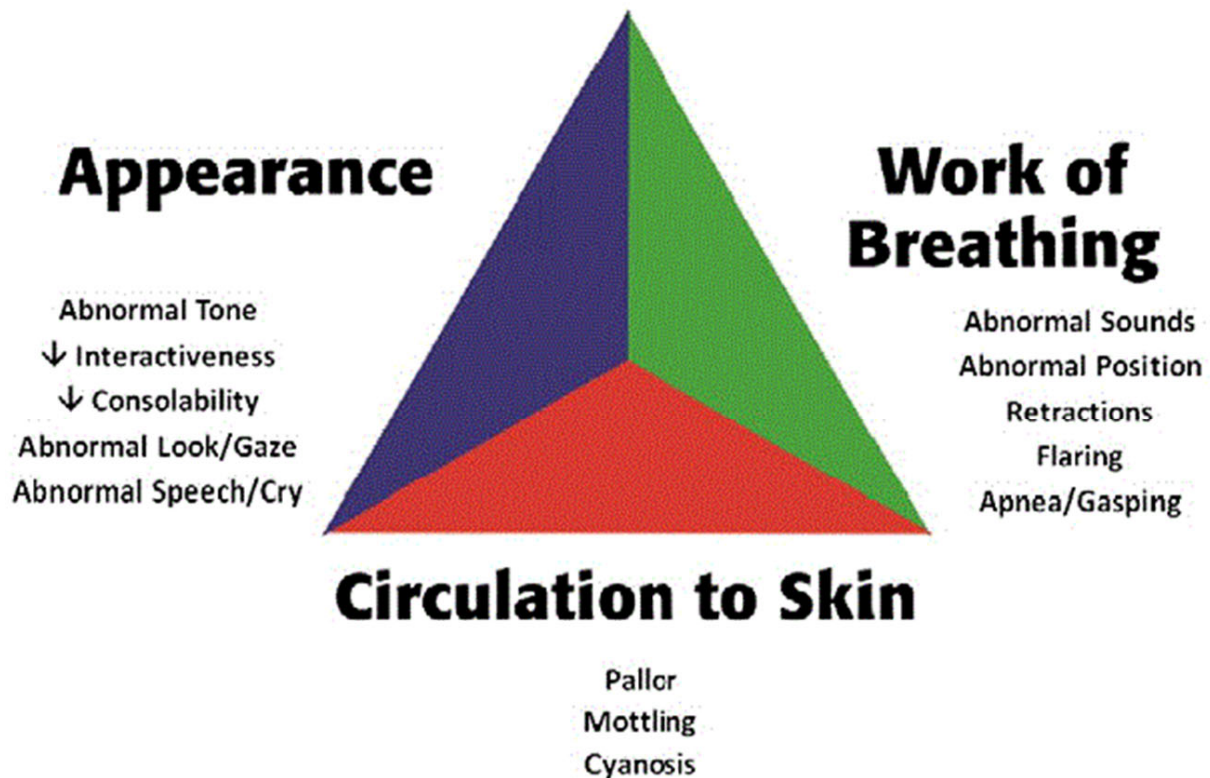 Appearance
Abnormal Tone
↓ Interactiveness
↓ Consolability
Abnormal Look/Gaze
Abnormal Speech/Cry
Work of
Breathing
Abnormal Sounds
Abnormal Position
Retractions
Flaring
Apnea/Gasping
Circulation to Skin
Pallor
Mottling
Cyanosis